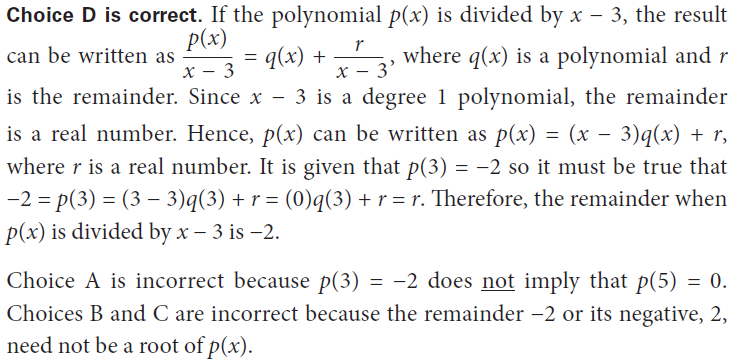 Choice D is correct. If the polynomial p(x) is divided by x − 3, the result
can be written as p(x)/(x − 3) = q(x) + r/(x − 3), where q(x) is a polynomial and r
is the remainder. Since x − 3 is a degree 1 polynomial, the remainder
is a real number. Hence, p(x) can be written as p(x) = (x − 3)q(x) + r,
where r is a real number. It is given that p(3) = −2 so it must be true that
−2 = p(3) = (3 − 3)q(3) + r = (0)q(3) + r = r. Therefore, the remainder when
p(x) is divided by x − 3 is −2.
Choice A is incorrect because p(3) = −2 does not imply that p(5) = 0.
Choices B and C are incorrect because the remainder −2 or its negative, 2,
need not be a root of p(x).